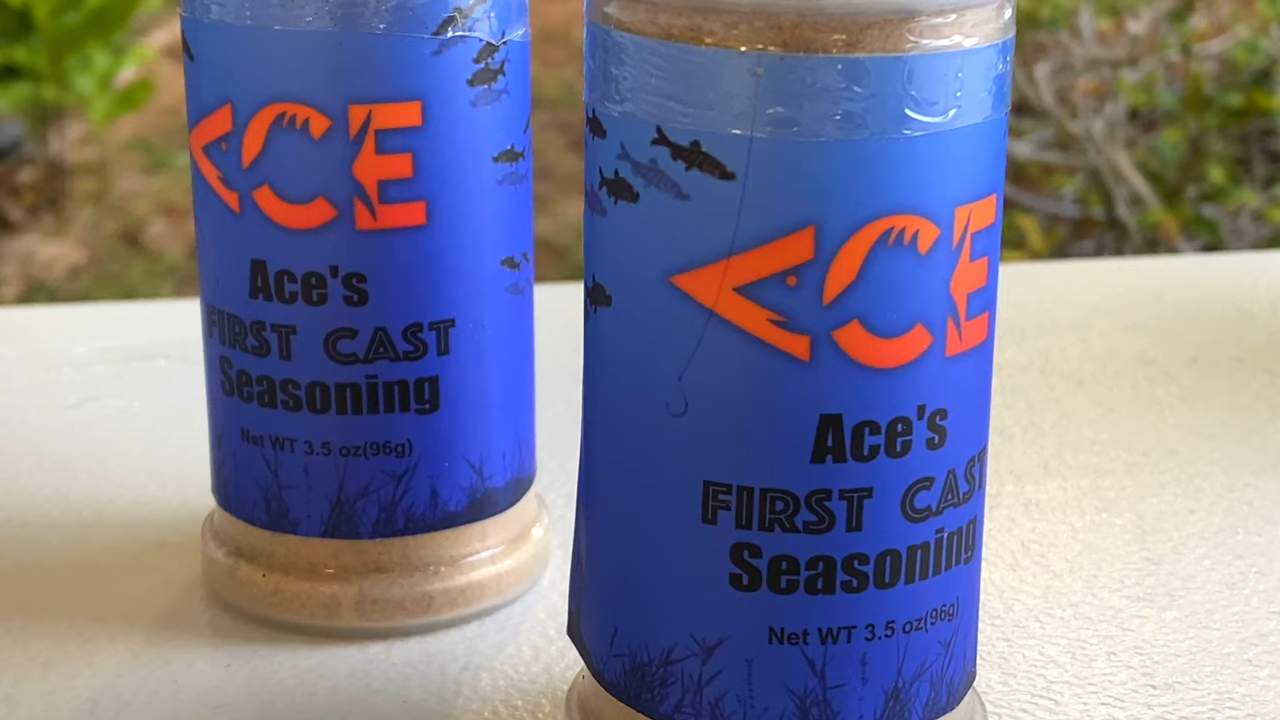 ACE
Ace's
FIRST CAST
Seasoning
Net WT 3.5 oz(96g)
ACE
Ace's
FIRST CAST
Seasoning
Net WT 3.5 oz(96g)